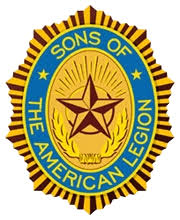 SONS OF
THE AMERICAN LEGION